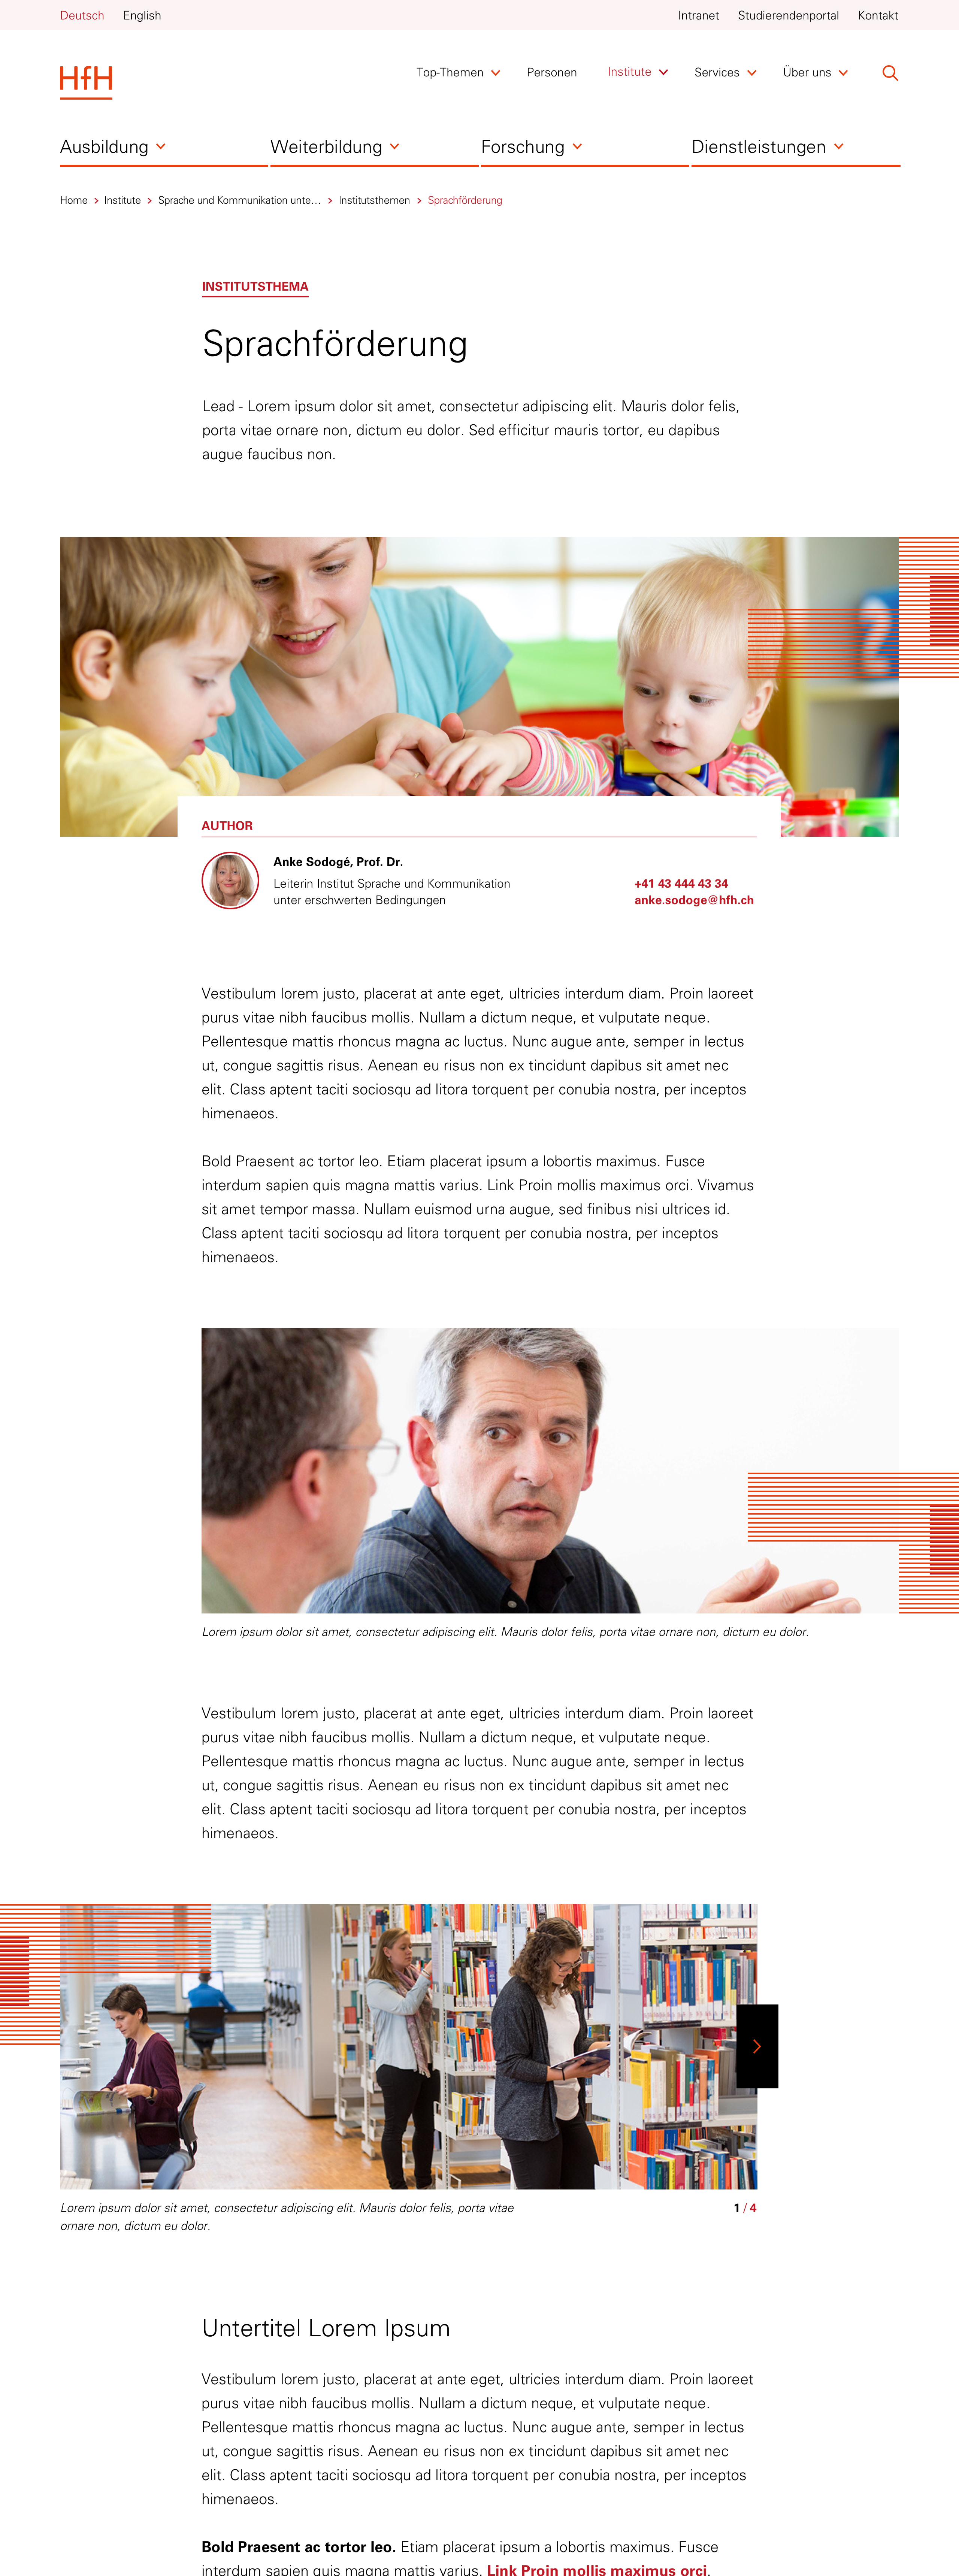 Deutsch English Intranet Studierendenportal Kontakt
HfH
Top-Themen Personen Institute Services Über uns
Ausbildung Weiterbildung Forschung Dienstleistungen
Home Institute Sprache und Kommunikation unte… Institutsthemen Sprachförderung
INSTITUTSTHEMA
Sprachförderung
Lead - Lorem ipsum dolor sit amet, consectetur adipiscing elit. Mauris dolor felis,
porta vitae ornare non, dictum eu dolor. Sed efficitur mauris tortor, eu dapibus
augue faucibus non.
AUTHOR
Anke Sodogé, Prof. Dr.
Leiterin Institut Sprache und Kommunikation
unter erschwerten Bedingungen
+41 43 444 43 34
anke.sodoge@hfh.ch
Vestibulum lorem justo, placerat at ante eget, ultricies interdum diam. Proin laoreet
purus vitae nibh faucibus mollis. Nullam a dictum neque, et vulputate neque.
Pellentesque mattis rhoncus magna ac luctus. Nunc augue ante, semper in lectus
ut, congue sagittis risus. Aenean eu risus non ex tincidunt dapibus sit amet nec
elit. Class aptent taciti sociosqu ad litora torquent per conubia nostra, per inceptos
himenaeos.
Bold Praesent ac tortor leo. Etiam placerat ipsum a lobortis maximus. Fusce
interdum sapien quis magna mattis varius. Link Proin mollis maximus orci. Vivamus
sit amet tempor massa. Nullam euismod urna augue, sed finibus nisi ultrices id.
Class aptent taciti sociosqu ad litora torquent per conubia nostra, per inceptos
himenaeos.
Lorem ipsum dolor sit amet, consectetur adipiscing elit. Mauris dolor felis, porta vitae ornare non, dictum eu dolor.
Vestibulum lorem justo, placerat at ante eget, ultricies interdum diam. Proin laoreet
purus vitae nibh faucibus mollis. Nullam a dictum neque, et vulputate neque.
Pellentesque mattis rhoncus magna ac luctus. Nunc augue ante, semper in lectus
ut, congue sagittis risus. Aenean eu risus non ex tincidunt dapibus sit amet nec
elit. Class aptent taciti sociosqu ad litora torquent per conubia nostra, per inceptos
himenaeos.
Lorem ipsum dolor sit amet, consectetur adipiscing elit. Mauris dolor felis, porta vitae
ornare non, dictum eu dolor.
1 / 4
Untertitel Lorem Ipsum
Vestibulum lorem justo, placerat at ante eget, ultricies interdum diam. Proin laoreet
purus vitae nibh faucibus mollis. Nullam a dictum neque, et vulputate neque.
Pellentesque mattis rhoncus magna ac luctus. Nunc augue ante, semper in lectus
ut, congue sagittis risus. Aenean eu risus non ex tincidunt dapibus sit amet nec
elit. Class aptent taciti sociosqu ad litora torquent per conubia nostra, per inceptos
himenaeos.
Bold Praesent ac tortor leo. Etiam placerat ipsum a lobortis maximus. Fusce
interdum sapien quis magna mattis varius. Link Proin mollis maximus orci.